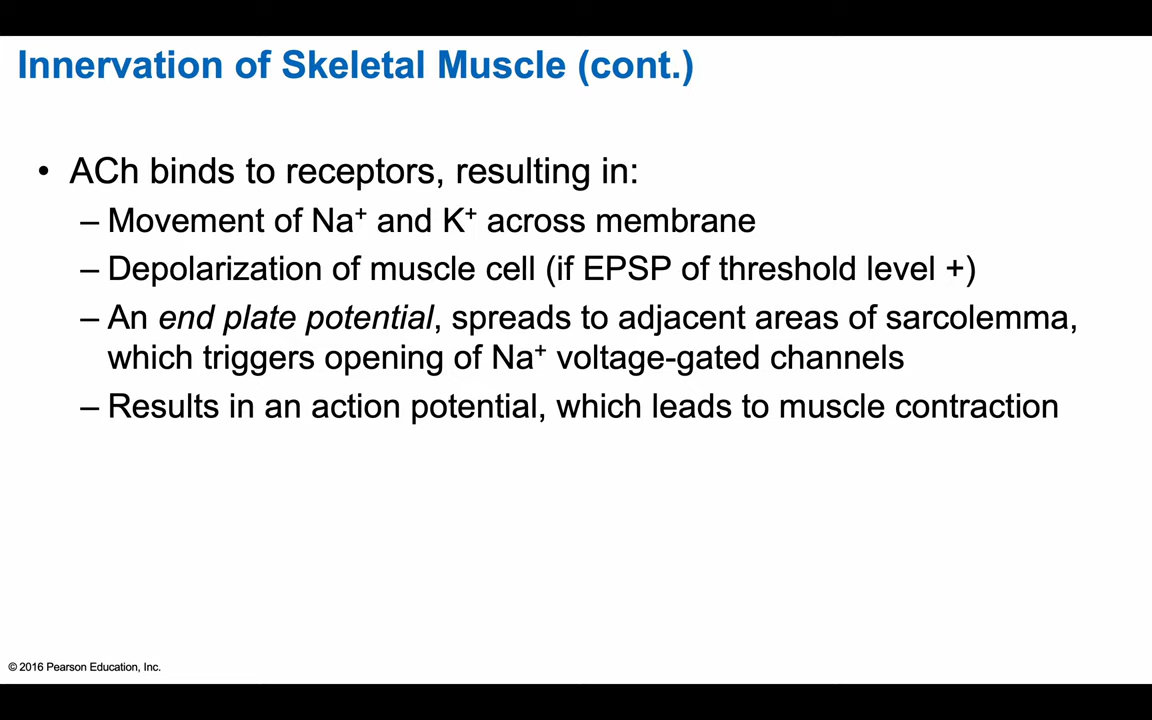 Innervation of Skeletal Muscle (cont.)
• ACh binds to receptors, resulting in:
– Movement of Na⁺ and K⁺ across membrane
– Depolarization of muscle cell (if EPSP of threshold level +)
– An end plate potential, spreads to adjacent areas of sarcolemma,
which triggers opening of Na⁺ voltage-gated channels
– Results in an action potential, which leads to muscle contraction
© 2016 Pearson Education, Inc.